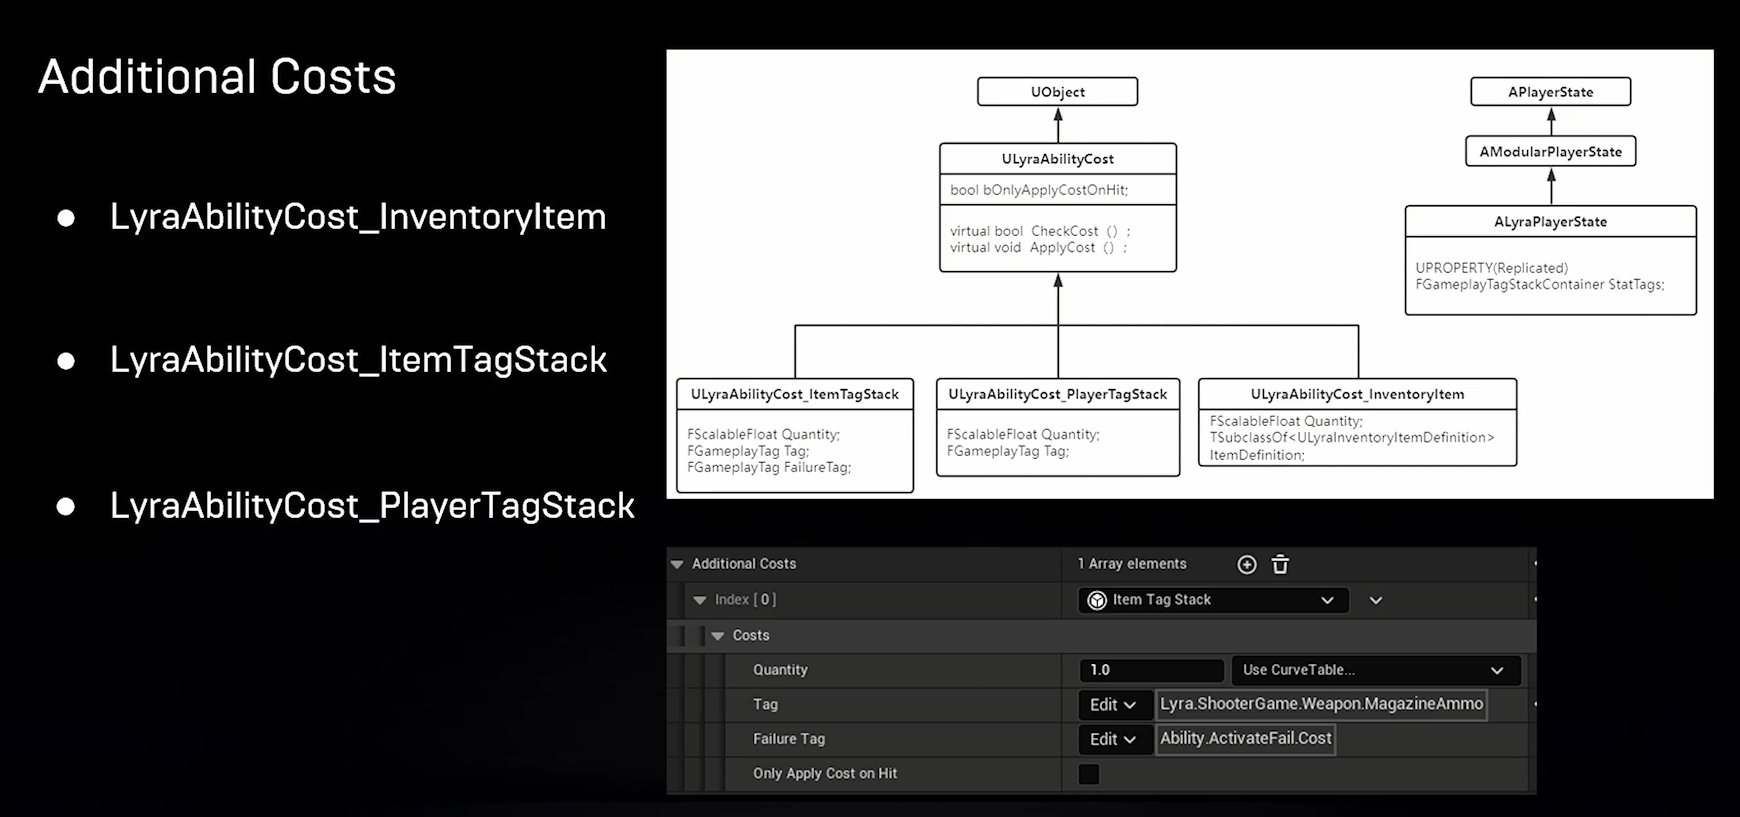 Additional Costs
● LyraAbilityCost_InventoryItem
● LyraAbilityCost_ItemTagStack
● LyraAbilityCost_PlayerTagStack
UObject
ULyraAbilityCost
bool bOnlyApplyCostOnHit;
virtual bool CheckCost () ;
virtual void ApplyCost () ;
ULyraAbilityCost_ItemTagStack
FScalableFloat Quantity;
FGameplayTag Tag;
FGameplayTag FailureTag;
ULyraAbilityCost_PlayerTagStack
FScalableFloat Quantity;
FGameplayTag Tag;
ULyraAbilityCost_InventoryItem
FScalableFloat Quantity;
TSubclassOf<ULyraInventoryItemDefinition>
ItemDefinition;
APlayerState
AModularPlayerState
ALyraPlayerState
UPROPERTY(Replicated)
FGameplayTagStackContainer StatTags;
Additional Costs 1 Array elements
Index [ 0 ] Item Tag Stack
Costs
Quantity 1.0 Use CurveTable...
Tag Edit Lyra.ShooterGame.Weapon.MagazineAmmo
Failure Tag Edit Ability.ActivateFail.Cost
Only Apply Cost on Hit